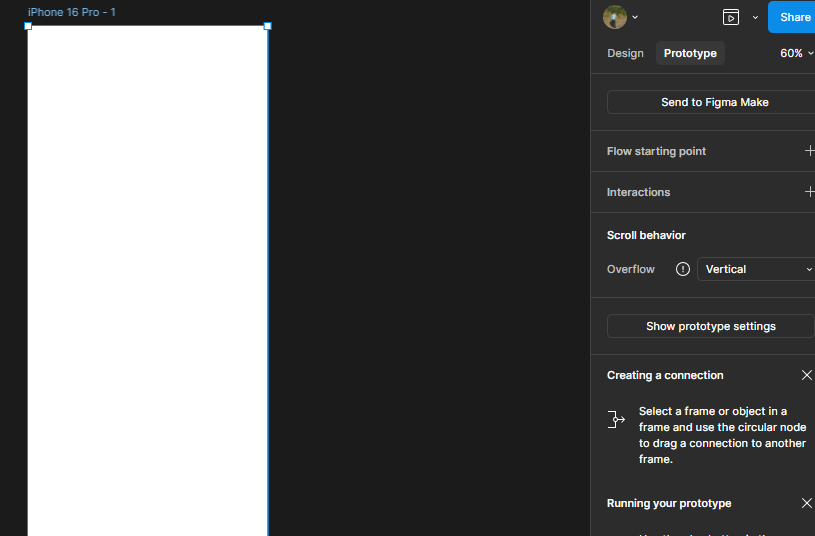 iPhone 16 Pro - 1
Share
Design
Prototype
60%
Send to Figma Make
Flow starting point
Interactions
Scroll behavior
Overflow
Vertical
Show prototype settings
Creating a connection
Select a frame or object in a
frame and use the circular node
to drag a connection to another
frame.
Running your prototype